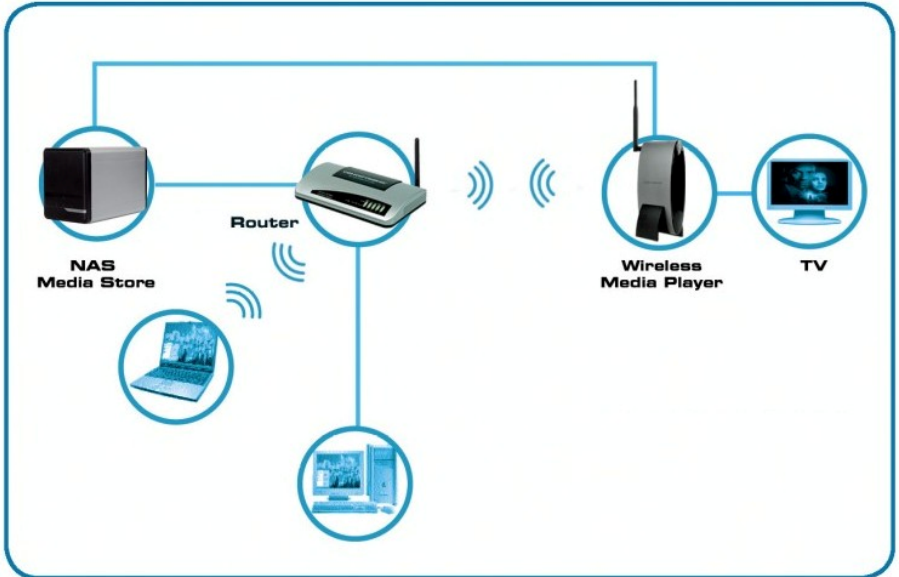 Router
NAS
Media Store
Wireless
Media Player
TV